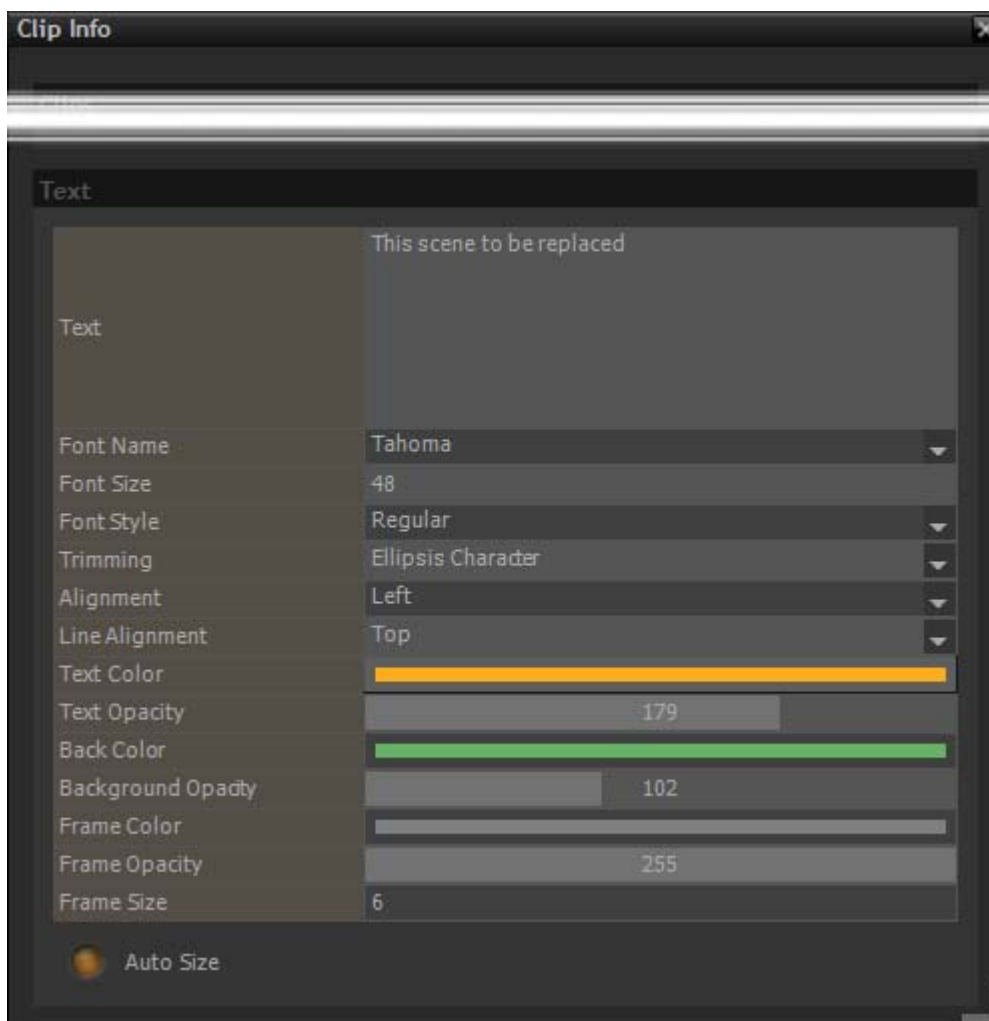 Clip Info
Text
Text This scene to be replaced
Font Name Tahoma
Font Size 48
Font Style Regular
Trimming Ellipsis Character
Alignment Left
Line Alignment Top
Text Color
Text Opacity 179
Back Color
Background Opacity 102
Frame Color
Frame Opacity 255
Frame Size 6
Auto Size